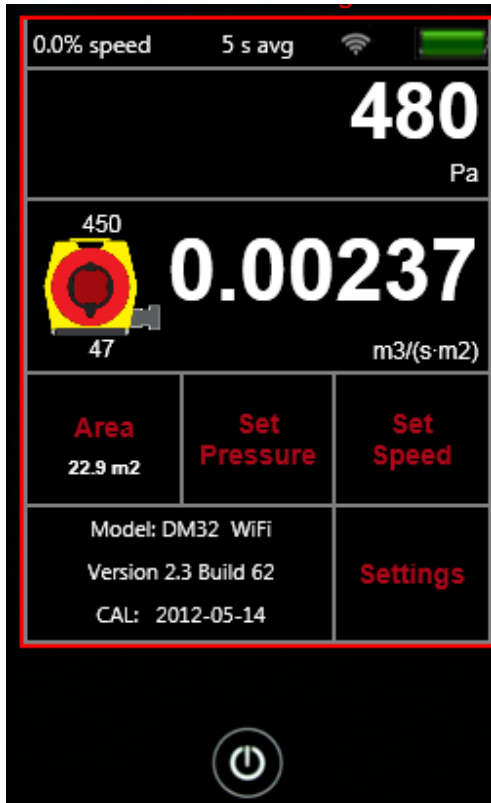 0.0% speed 5 s avg
480
Pa
450
0.00237
47
m3/(s·m2)
Area
22.9 m2
Set
Pressure
Set
Speed
Model: DM32 WiFi
Version 2.3 Build 62
CAL: 2012-05-14
Settings